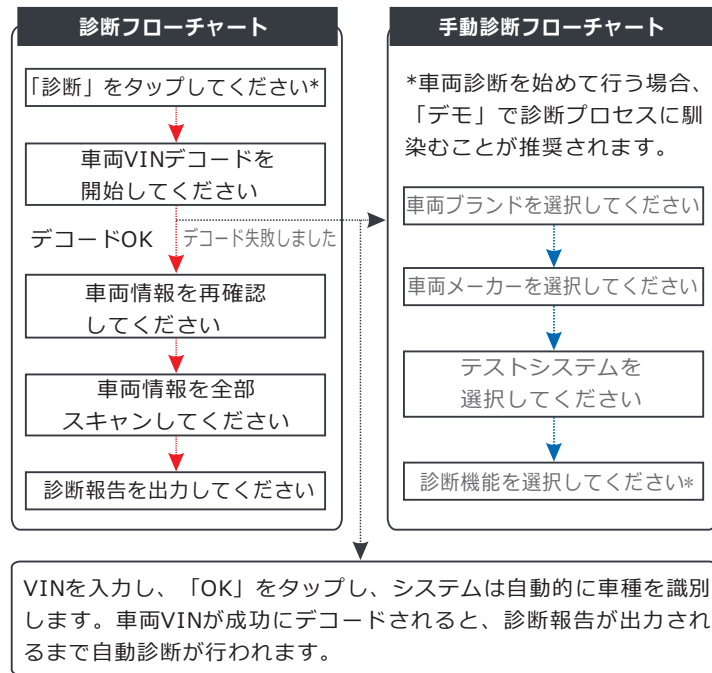 診断フローチャート
「診断」をタップしてください*
車両VINデコードを
開始してください
デコードOK
デコード失敗しました
車両情報を再確認
してください
車両情報を全部
スキャンしてください
診断報告を出力してください
手動診断フローチャート
*車両診断を始めて行う場合、
「デモ」で診断プロセスに馴
染むことが推奨されます。
車両ブランドを選択してください
車両メーカーを選択してください
テストシステムを
選択してください
診断機能を選択してください*
VINを入力し、「OK」をタップし、システムは自動的に車種を識別
します。車両VINが成功にデコードされると、診断報告が出力され
るまで自動診断が行われます。